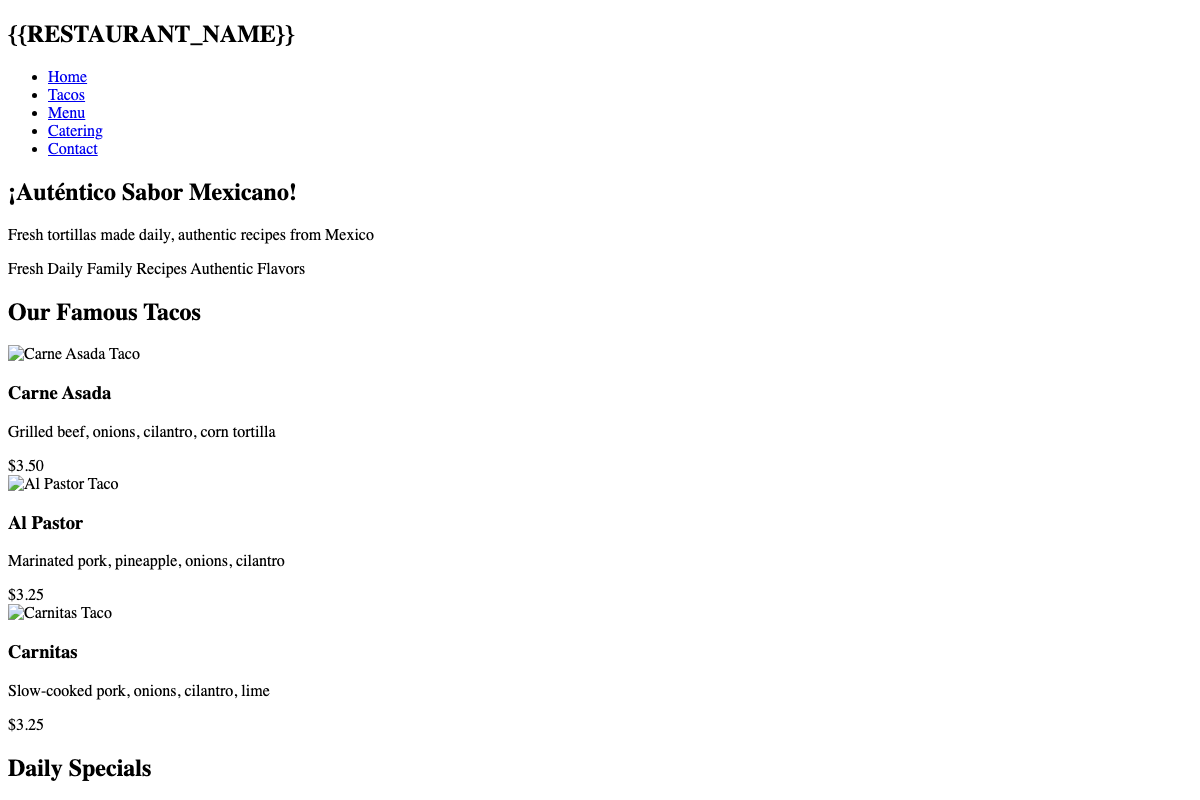 {{RESTAURANT_NAME}}
Home
Tacos
Menu
Catering
Contact
¡Auténtico Sabor Mexicano!
Fresh tortillas made daily, authentic recipes from Mexico
Fresh Daily Family Recipes Authentic Flavors
Our Famous Tacos
Carne Asada Taco
Carne Asada
Grilled beef, onions, cilantro, corn tortilla
$3.50
Al Pastor Taco
Al Pastor
Marinated pork, pineapple, onions, cilantro
$3.25
Carnitas Taco
Carnitas
Slow-cooked pork, onions, cilantro, lime
$3.25
Daily Specials